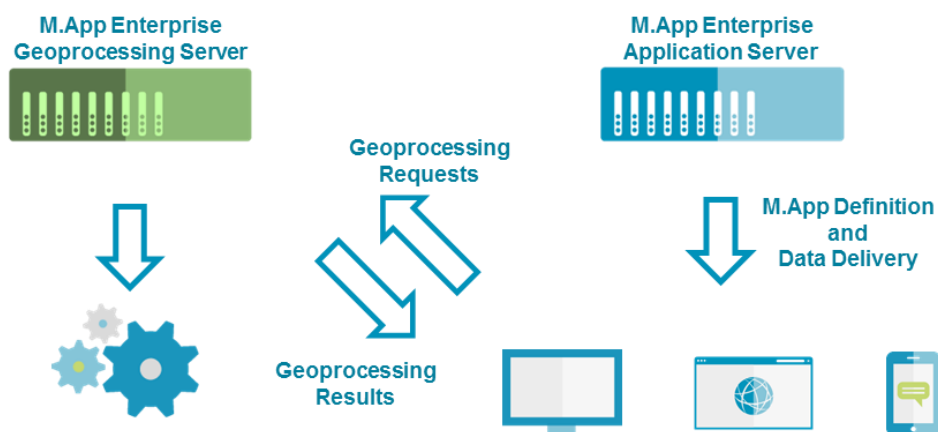 M.App Enterprise
Geoprocessing Server
M.App Enterprise
Application Server
Geoprocessing
Requests
M.App Definition
and
Data Delivery
Geoprocessing
Results